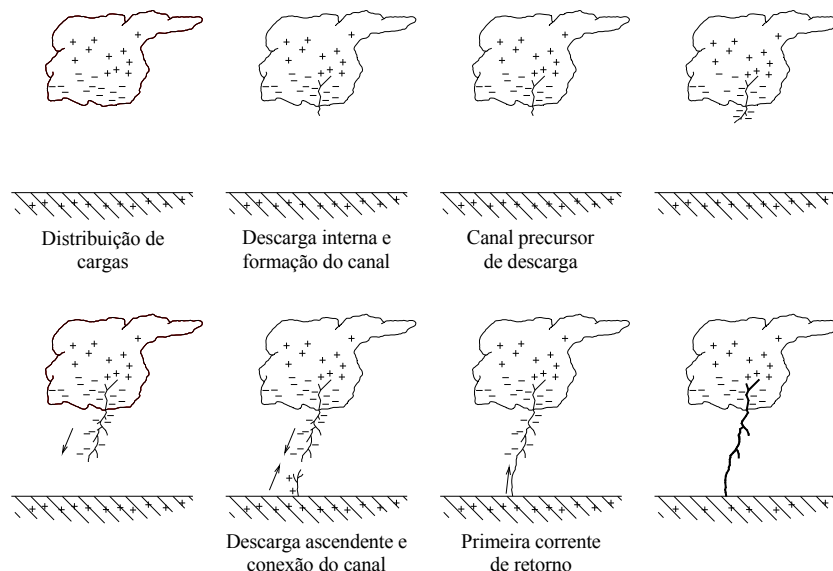 Distribuição de
cargas
Descarga interna e
formação do canal
Canal precursor
de descarga
Descarga ascendente e
conexão do canal
Primeira corrente
de retorno